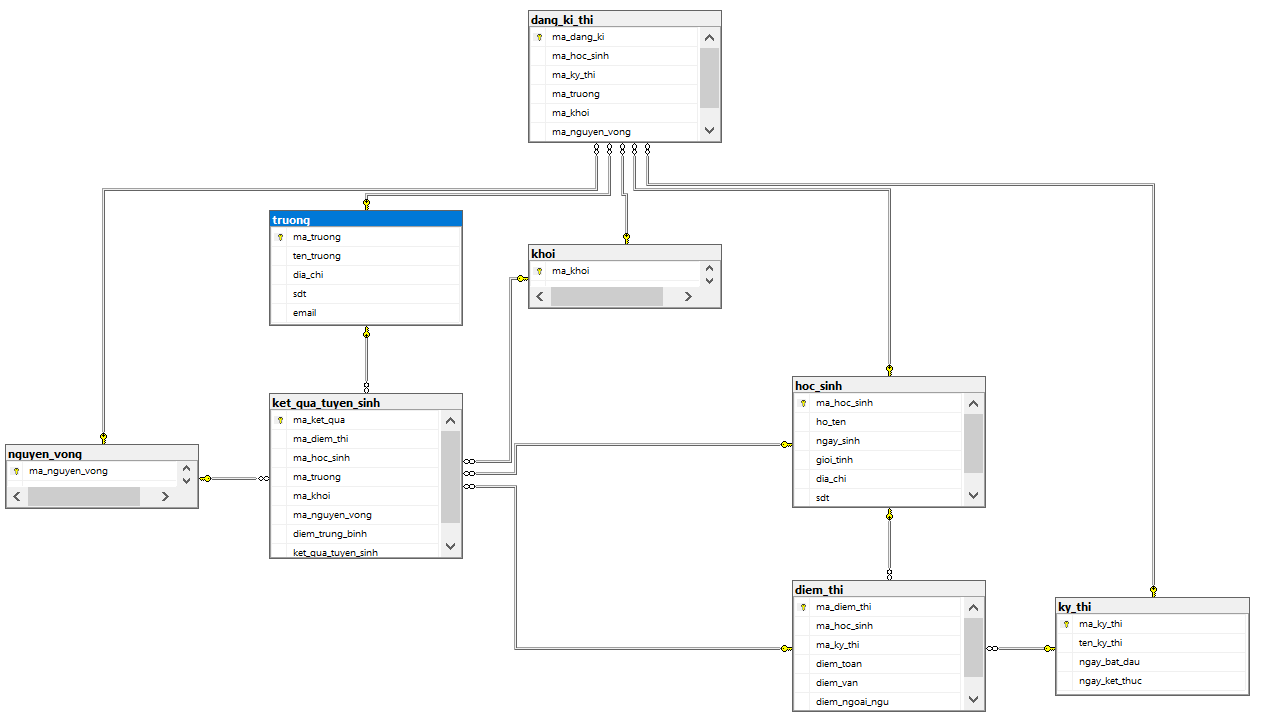 dang_ki_thi
ma_dang_ki
ma_hoc_sinh
ma_ky_thi
ma_truong
ma_khoi
ma_nguyen_vong
truong
ma_truong
ten_truong
dia_chi
sdt
email
khoi
ma_khoi
ket_qua_tuyen_sinh
ma_ket_qua
ma_diem_thi
ma_hoc_sinh
ma_truong
ma_khoi
ma_nguyen_vong
diem_trung_binh
ket_qua_tuyen_sinh
nguyen_vong
ma_nguyen_vong
hoc_sinh
ma_hoc_sinh
ho_ten
ngay_sinh
gioi_tinh
dia_chi
sdt
diem_thi
ma_diem_thi
ma_hoc_sinh
ma_ky_thi
diem_toan
diem_van
diem_ngoai_ngu
ky_thi
ma_ky_thi
ten_ky_thi
ngay_bat_dau
ngay_ket_thuc